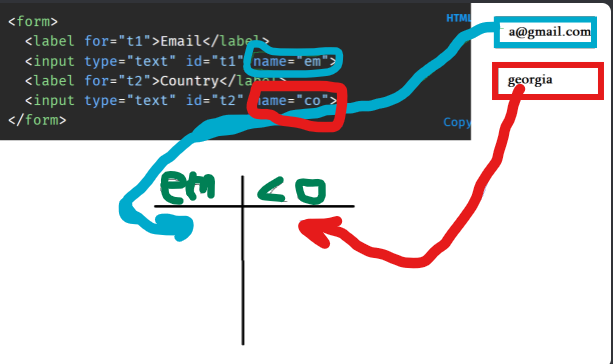 <form>
HTML
<label for="t1">Email</label>
<input type="text" id="t1" name="em">
<label for="t2">Country</label>
<input type="text" id="t2" name="co">
</form>
Copy
a@gmail.com
georgia
em co